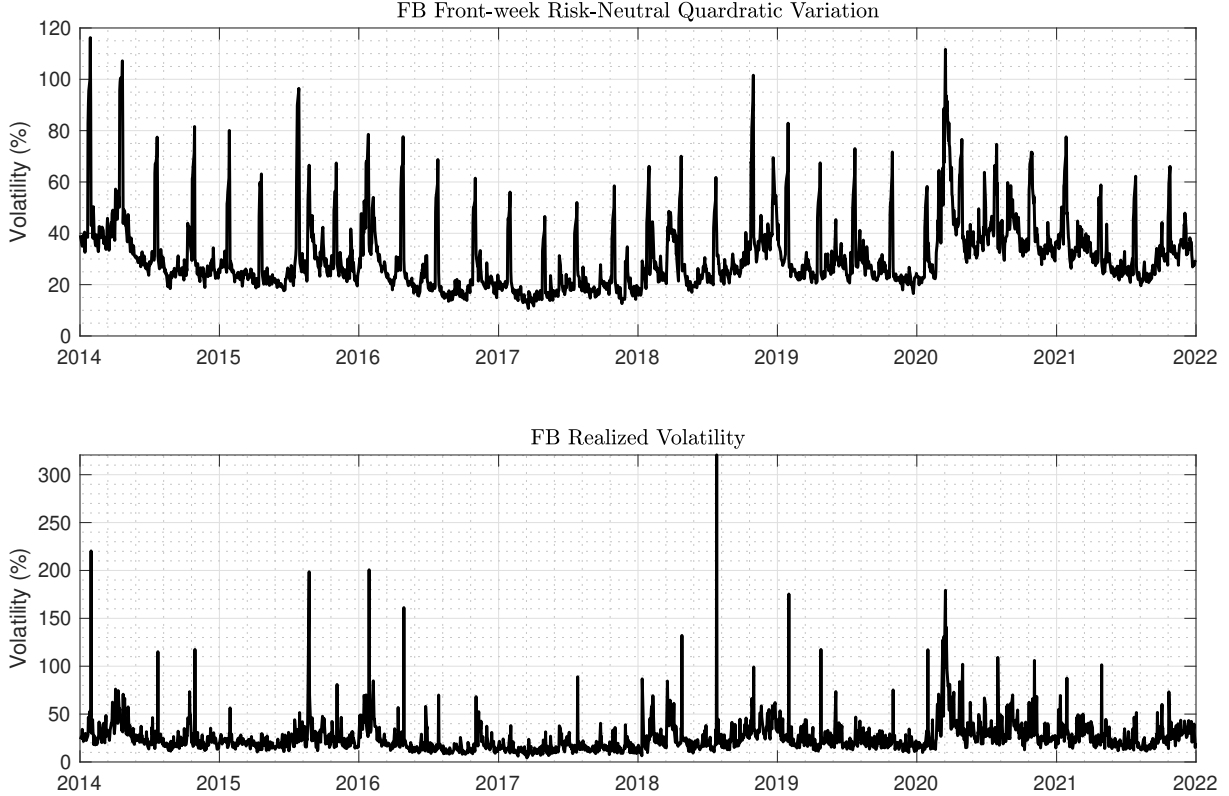 FB Front-week Risk-Neutral Quardratic Variation
120
100
80
60
40
20
0
Volatility (%)
2014 2015 2016 2017 2018 2019 2020 2021 2022
FB Realized Volatility
300
250
200
150
100
50
0
Volatility (%)
2014 2015 2016 2017 2018 2019 2020 2021 2022